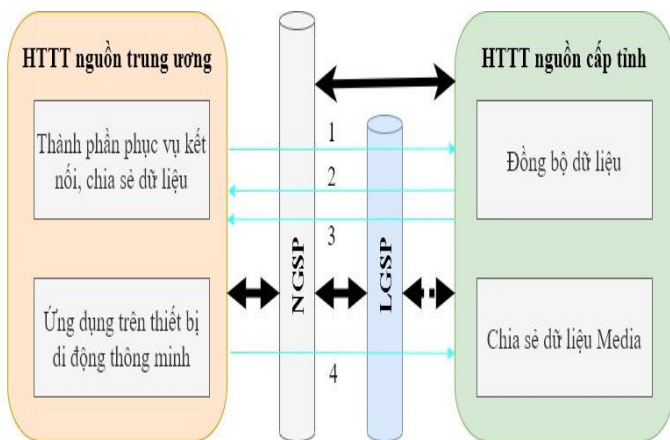 HTTT nguồn trung ương
Thành phần phục vụ kết
nối, chia sẻ dữ liệu
Ứng dụng trên thiết bị
di động thông minh
1
2
3
4
NGSP
LGSP
HTTT nguồn cấp tỉnh
Đồng bộ dữ liệu
Chia sẻ dữ liệu Media